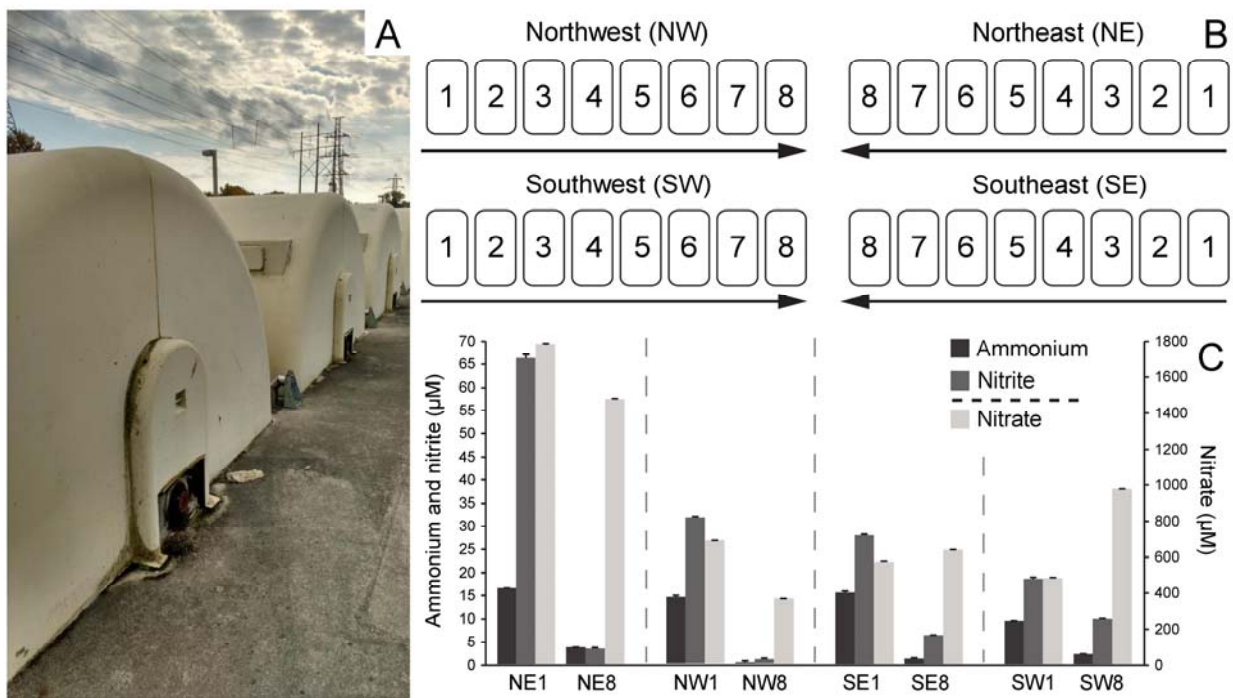 A
B
Northwest (NW)
Northeast (NE)
1 2 3 4 5 6 7 8
8 7 6 5 4 3 2 1
Southwest (SW)
Southeast (SE)
1 2 3 4 5 6 7 8
8 7 6 5 4 3 2 1
C
Ammonium and nitrite (µM)
70
65
60
55
50
45
40
35
30
25
20
15
10
5
0
Ammonium
Nitrite
Nitrate
1800
1600
1400
1200
1000
800
600
400
200
0
Nitrate (µM)
NE1 NE8 NW1 NW8 SE1 SE8 SW1 SW8